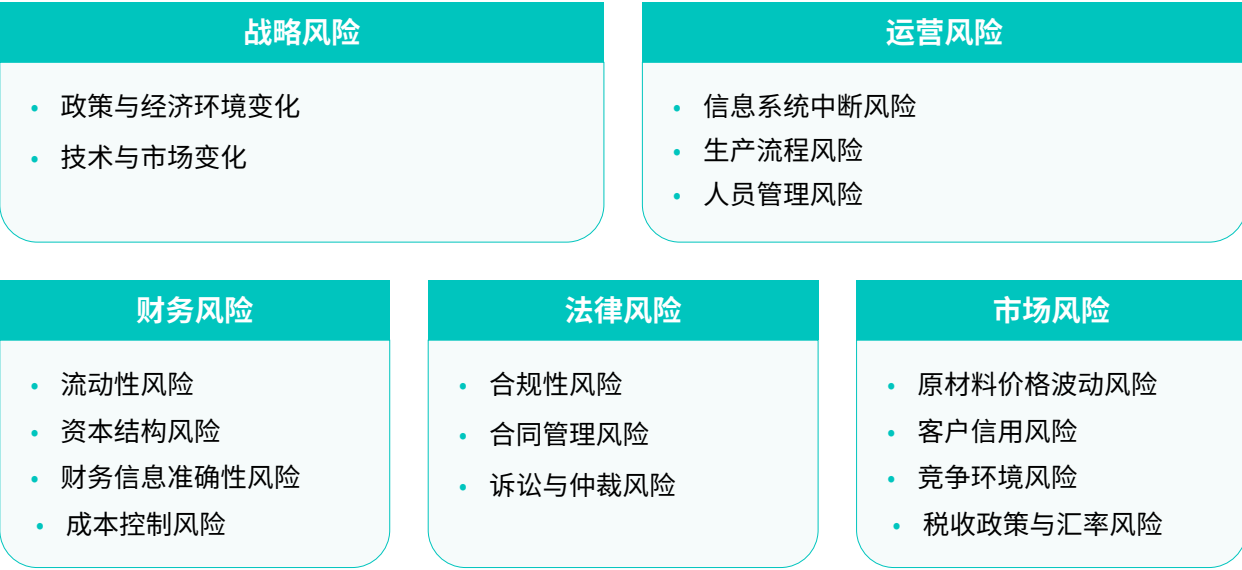 战略风险
• 政策与经济环境变化
• 技术与市场变化
运营风险
• 信息系统中断风险
• 生产流程风险
• 人员管理风险
财务风险
• 流动性风险
• 资本结构风险
• 财务信息准确性风险
• 成本控制风险
法律风险
• 合规性风险
• 合同管理风险
• 诉讼与仲裁风险
市场风险
• 原材料价格波动风险
• 客户信用风险
• 竞争环境风险
• 税收政策与汇率风险